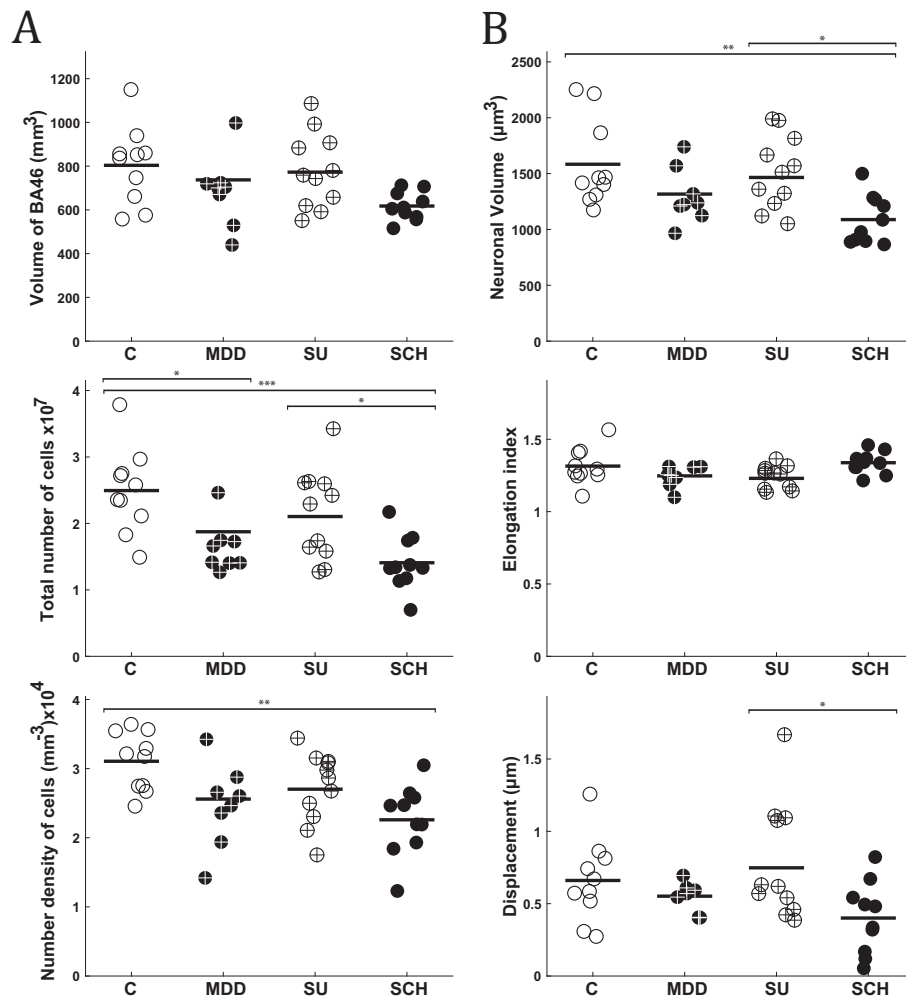 A
Volume of BA46 (mm³)
1200
1000
800
600
400
200
0
C MDD SU SCH
B
** *
Neuronal Volume (µm³)
2500
2000
1500
1000
500
0
C MDD SU SCH
* *** *
Total number of cells x10⁷
4
3
2
1
0
C MDD SU SCH
Elongation index
1.5
1
0.5
0
C MDD SU SCH
**
Number density of cells (mm⁻³)x10⁴
4
3
2
1
0
C MDD SU SCH
*
Displacement (µm)
1.5
1
0.5
0
C MDD SU SCH